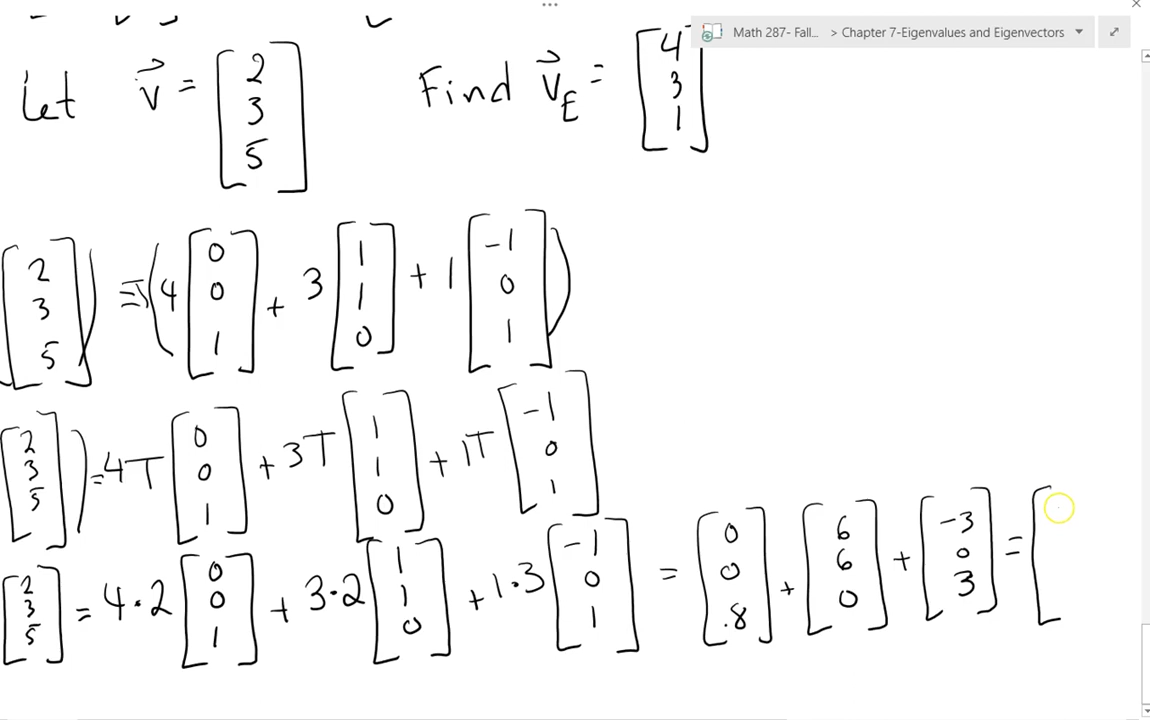 Math 287- Fall... > Chapter 7-Eigenvalues and Eigenvectors
Let v⃗ = [2 3 5] Find v⃗_E = [4 3 1]
[2 3 5]) = T(4 [0 0 1] + 3 [1 1 0] + 1 [-1 0 1])
[2 3 5]) = 4T [0 0 1] + 3T [1 1 0] + 1T [-1 0 1]
[2 3 5] = 4·2 [0 0 1] + 3·2 [1 1 0] + 1·3 [-1 0 1] = [0 0 .8] + [6 6 0] + [-3 0 3] = [